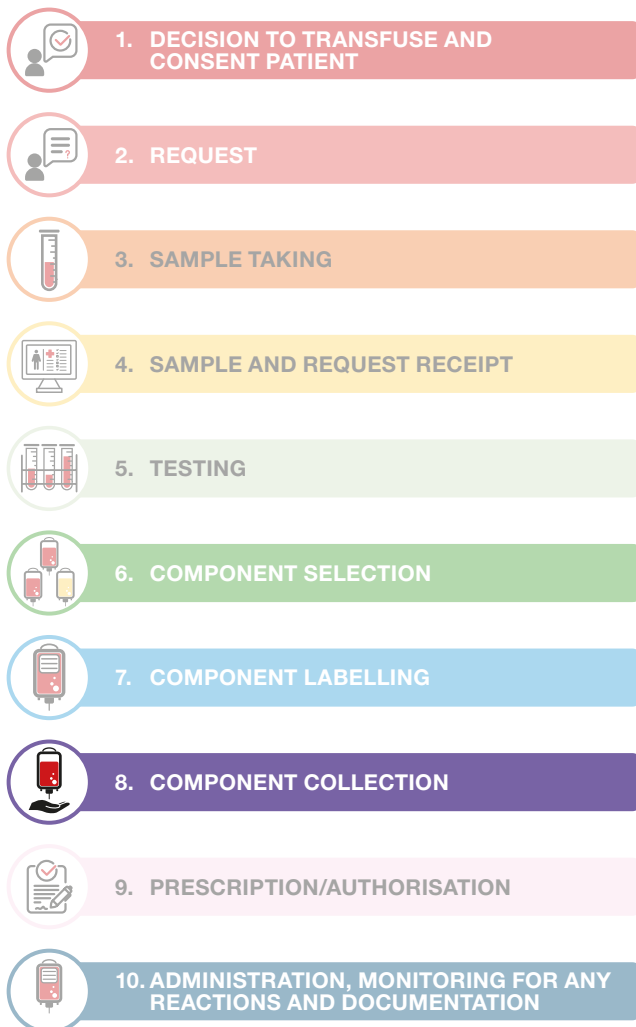 1. DECISION TO TRANSFUSE AND
CONSENT PATIENT
2. REQUEST
3. SAMPLE TAKING
4. SAMPLE AND REQUEST RECEIPT
5. TESTING
6. COMPONENT SELECTION
7. COMPONENT LABELLING
8. COMPONENT COLLECTION
9. PRESCRIPTION/AUTHORISATION
10. ADMINISTRATION, MONITORING FOR ANY
REACTIONS AND DOCUMENTATION